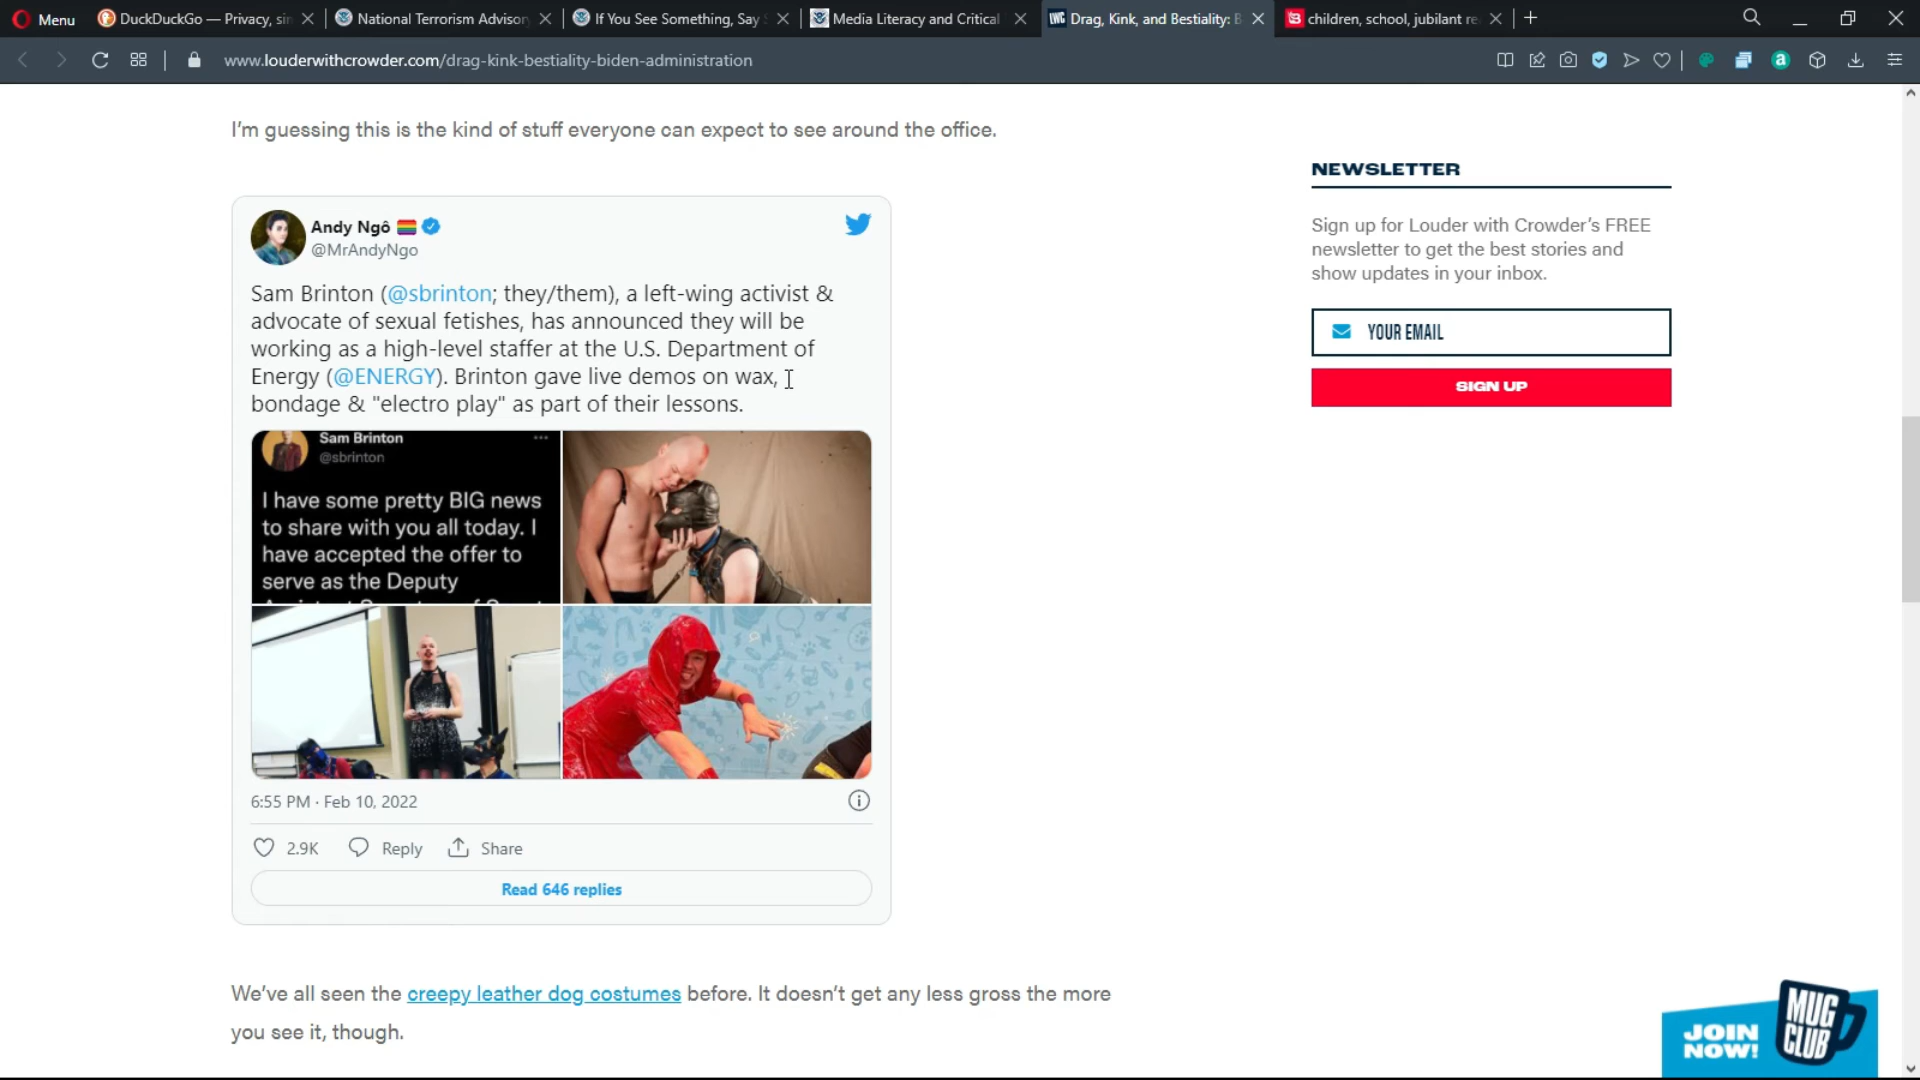 Menu
DuckDuckGo — Privacy, sin
National Terrorism Advisor
If You See Something, Say
Media Literacy and Critical
Drag, Kink, and Bestiality: B
children, school, jubilant re
www.louderwithcrowder.com/drag-kink-bestiality-biden-administration
I'm guessing this is the kind of stuff everyone can expect to see around the office.
Andy Ngô
@MrAndyNgo
Sam Brinton (@sbrinton; they/them), a left-wing activist &
advocate of sexual fetishes, has announced they will be
working as a high-level staffer at the U.S. Department of
Energy (@ENERGY). Brinton gave live demos on wax,
bondage & "electro play" as part of their lessons.
Sam Brinton
@sbrinton
I have some pretty BIG news
to share with you all today. I
have accepted the offer to
serve as the Deputy
6:55 PM · Feb 10, 2022
2.9K
Reply
Share
Read 646 replies
We've all seen the creepy leather dog costumes before. It doesn't get any less gross the more
you see it, though.
NEWSLETTER
Sign up for Louder with Crowder's FREE
newsletter to get the best stories and
show updates in your inbox.
YOUR EMAIL
SIGN UP
JOIN
NOW!
MUG
CLUB